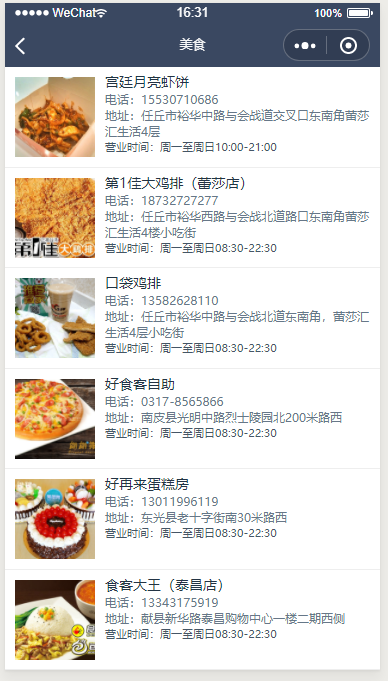 WeChat
16:31
100%
美食
宫廷月亮虾饼
电话：15530710686
地址：任丘市裕华中路与会战道交叉口东南角蕾莎
汇生活4层
营业时间：周一至周日10:00-21:00
第1佳大鸡排（蕾莎店）
电话：18732727277
地址：任丘市裕华西路与会战北道路口东南角蕾莎
汇生活4楼小吃街
营业时间：周一至周日08:30-22:30
口袋鸡排
电话：13582628110
地址：任丘市裕华中路与会战北道东南角，蕾莎汇
生活4层小吃街
营业时间：周一至周日08:30-22:30
好食客自助
电话：0317-8565866
地址：南皮县光明中路烈士陵园北200米路西
营业时间：周一至周日08:30-22:30
好再来蛋糕房
电话：13011996119
地址：东光县老十字街南30米路西
营业时间：周一至周日08:30-22:30
食客大王（泰昌店）
电话：13343175919
地址：献县新华路泰昌购物中心一楼二期西侧
营业时间：周一至周日08:30-22:30